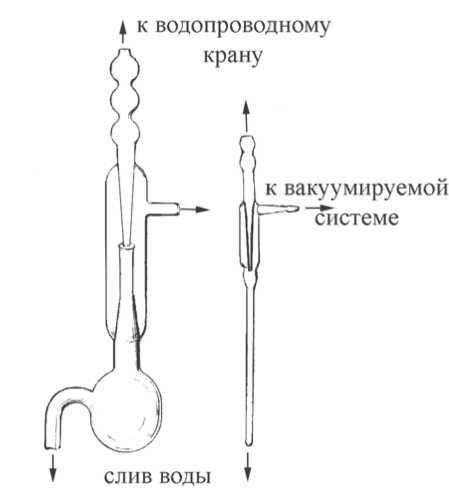 к водопроводному
крану
к вакуумируемой
системе
слив воды